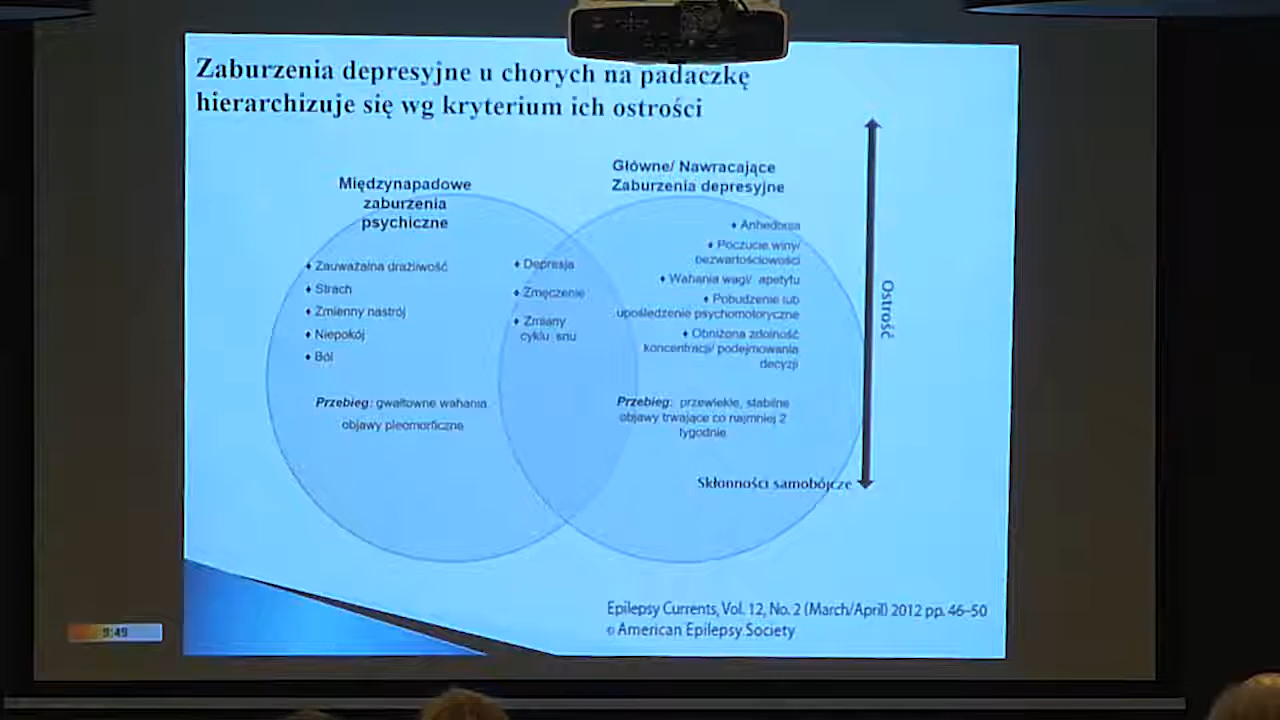 Zaburzenia depresyjne u chorych na padaczkę
hierarchizuje się wg kryterium ich ostrości
Międzynapadowe
zaburzenia
psychiczne
Główne/ Nawracające
Zaburzenia depresyjne
♦ Zauważalna drażliwość
♦ Strach
♦ Zmienny nastrój
♦ Niepokój
♦ Ból
Przebieg: gwałtowne wahania
objawy pleomorficzne
♦ Depresja
♦ Zmęczenie
♦ Zmiany
cyklu snu
♦ Anhedonia
♦ Poczucie winy/
bezwartościowości
♦ Wahania wagi/ apetytu
♦ Pobudzenie lub
upośledzenie psychomotoryczne
♦ Obniżona zdolność
koncentracji/ podejmowania
decyzji
Przebieg: przewlekłe, stabilne
objawy trwające co najmniej 2
tygodnie
Skłonności samobójcze
Ostrość
Epilepsy Currents, Vol. 12, No. 2 (March/April) 2012 pp. 46–50
© American Epilepsy Society
9:49